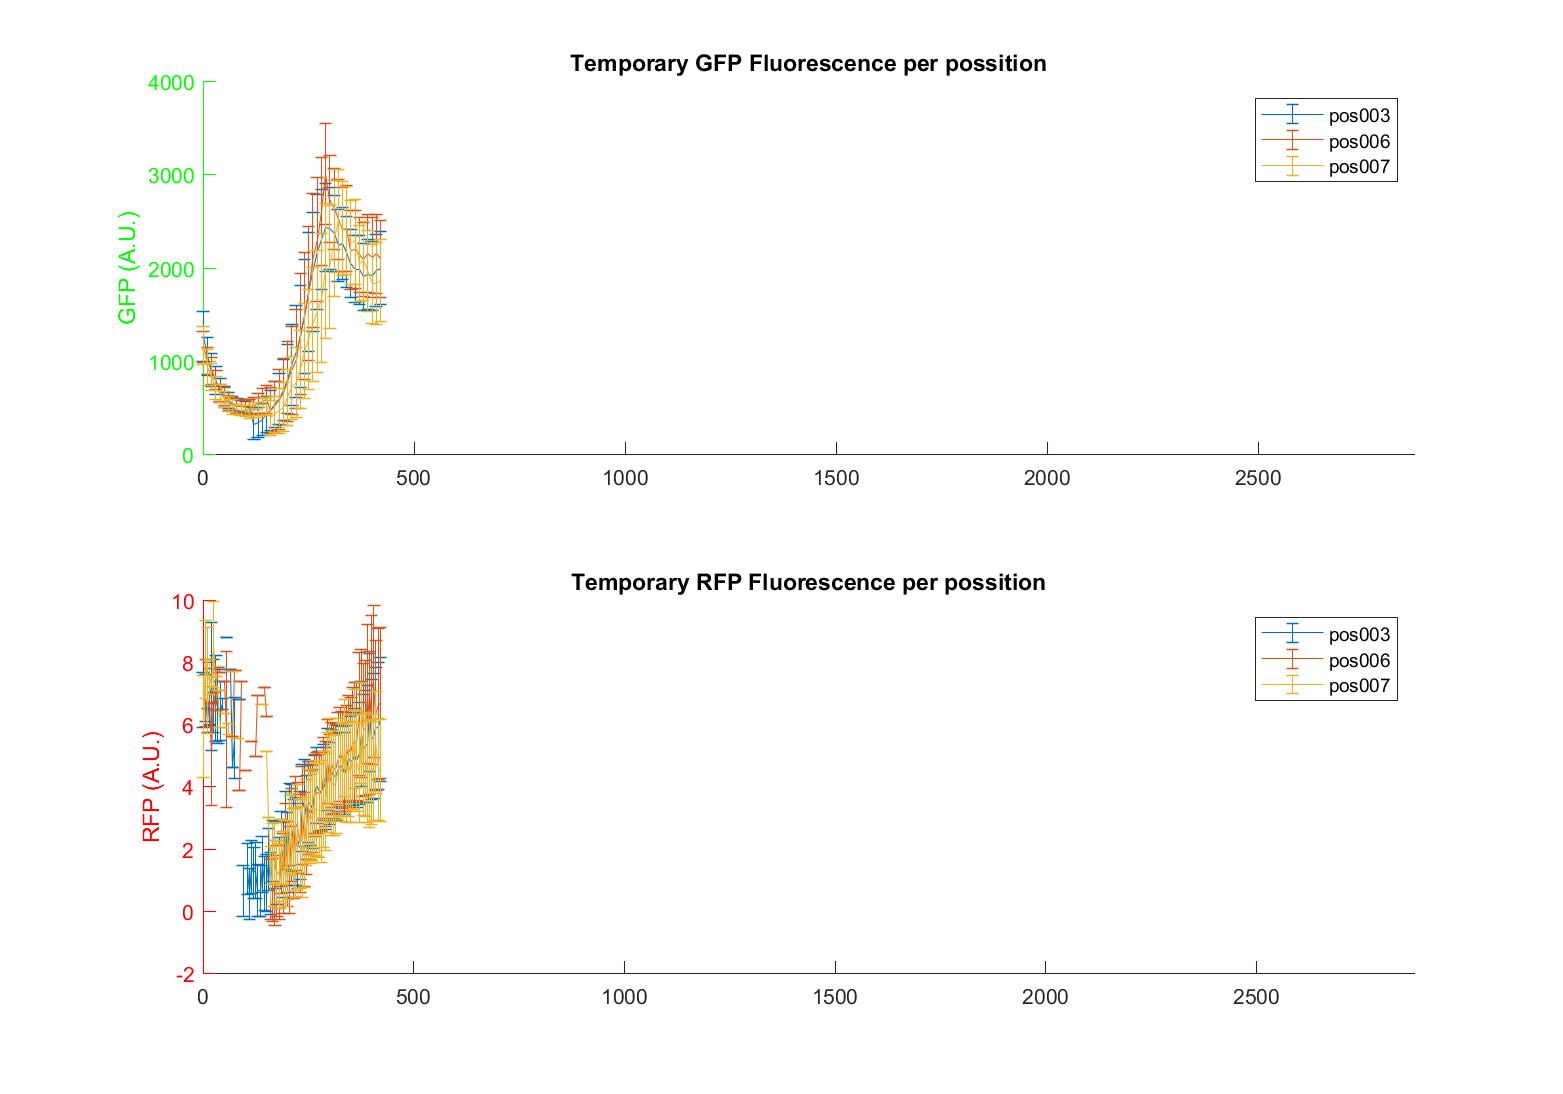 Temporary GFP Fluorescence per possition
4000
3000
2000
1000
0
GFP (A.U.)
pos003
pos006
pos007
0 500 1000 1500 2000 2500
Temporary RFP Fluorescence per possition
10
8
6
4
2
0
-2
RFP (A.U.)
pos003
pos006
pos007
0 500 1000 1500 2000 2500